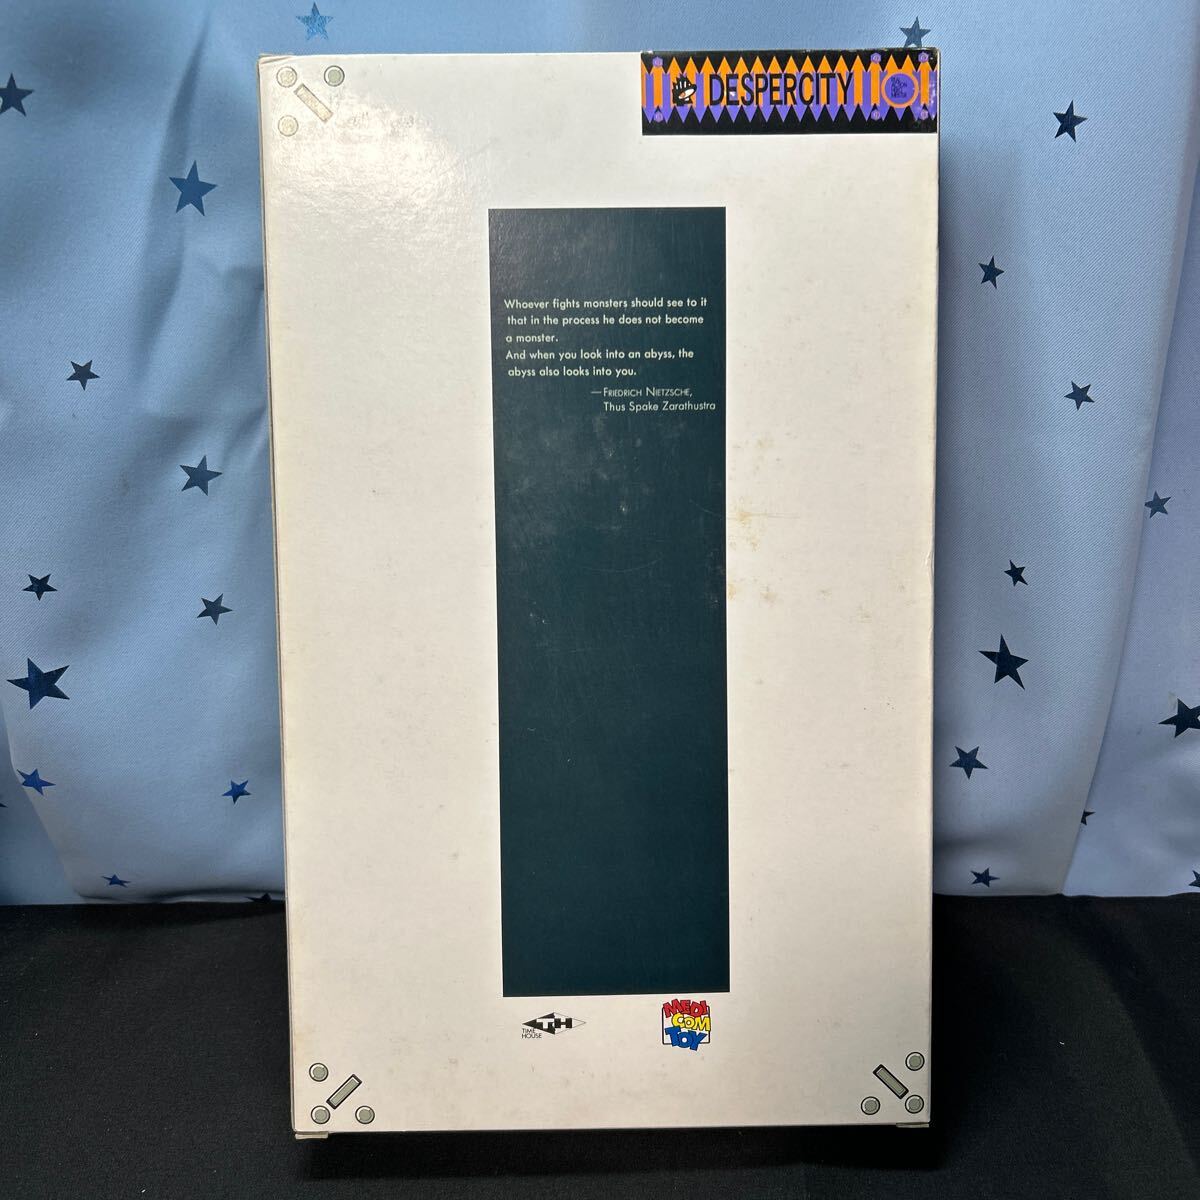 DESPERCITY
Whoever fights monsters should see to it
that in the process he does not become
a monster.
And when you look into an abyss, the
abyss also looks into you.
—FRIEDRICH NIETZSCHE,
Thus Spake Zarathustra
TH
TIME
HOUSE
MEDI
COM
TOY